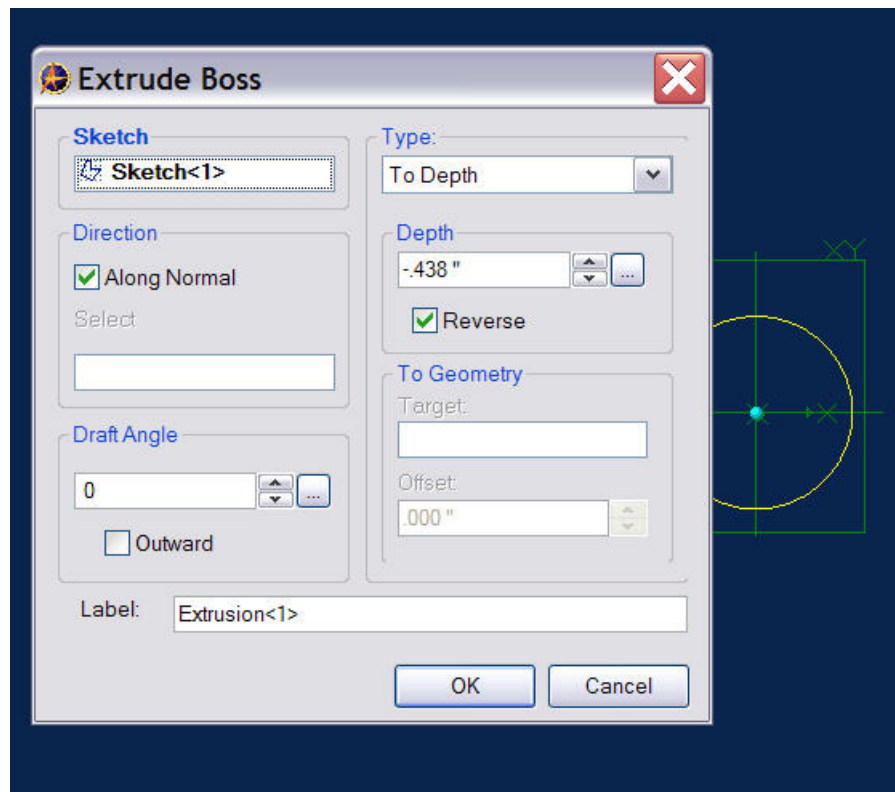 Extrude Boss
Sketch
Sketch<1>
Direction
Along Normal
Select
Draft Angle
0
...
Outward
Type:
To Depth
Depth
-.438 "
...
Reverse
To Geometry
Target:
Offset:
.000 "
Label:
Extrusion<1>
OK
Cancel
XY
X